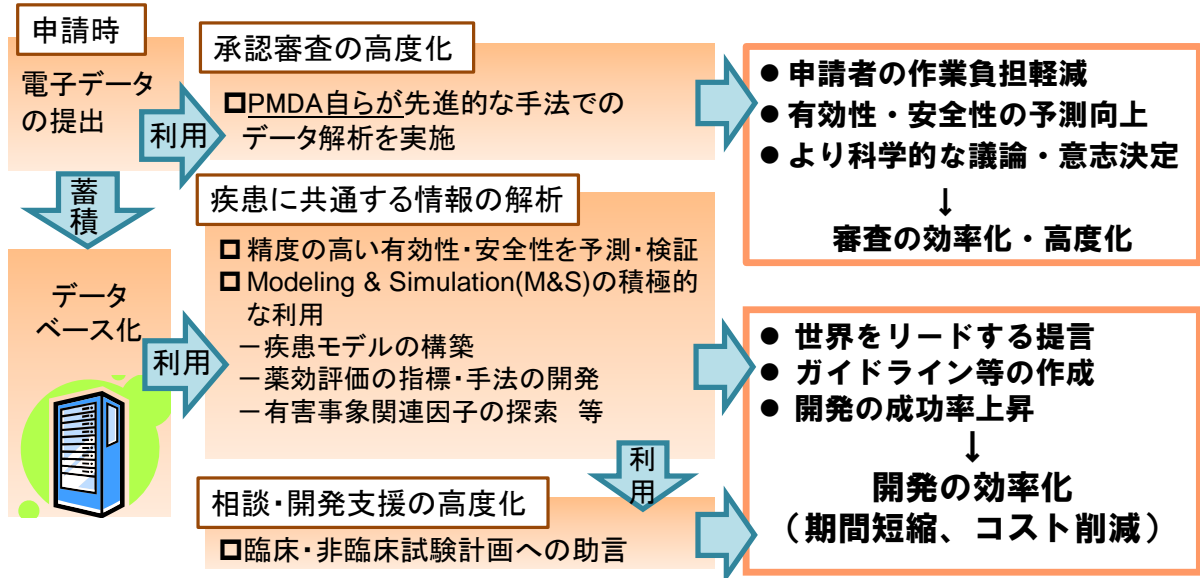 申請時
電子データ
の提出
利用
蓄
積
データ
ベース化
利用
承認審査の高度化
□PMDA自らが先進的な手法での
データ解析を実施
疾患に共通する情報の解析
□ 精度の高い有効性・安全性を予測・検証
□ Modeling & Simulation(M&S)の積極的
な利用
－疾患モデルの構築
－薬効評価の指標・手法の開発
－有害事象関連因子の探索 等
利
用
相談・開発支援の高度化
□臨床・非臨床試験計画への助言
● 申請者の作業負担軽減
● 有効性・安全性の予測向上
● より科学的な議論・意志決定
↓
審査の効率化・高度化
● 世界をリードする提言
● ガイドライン等の作成
● 開発の成功率上昇
↓
開発の効率化
（期間短縮、コスト削減）